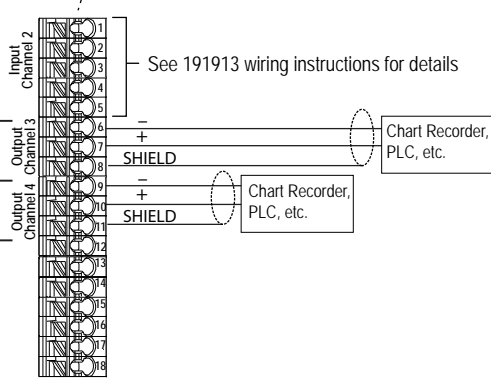 Input
Channel 2
Output
Channel 3
Output
Channel 4
1
2
3
4
5
6
7
8
9
10
11
12
13
14
15
16
17
18
See 191913 wiring instructions for details
–
+
SHIELD
Chart Recorder,
PLC, etc.
–
+
SHIELD
Chart Recorder,
PLC, etc.